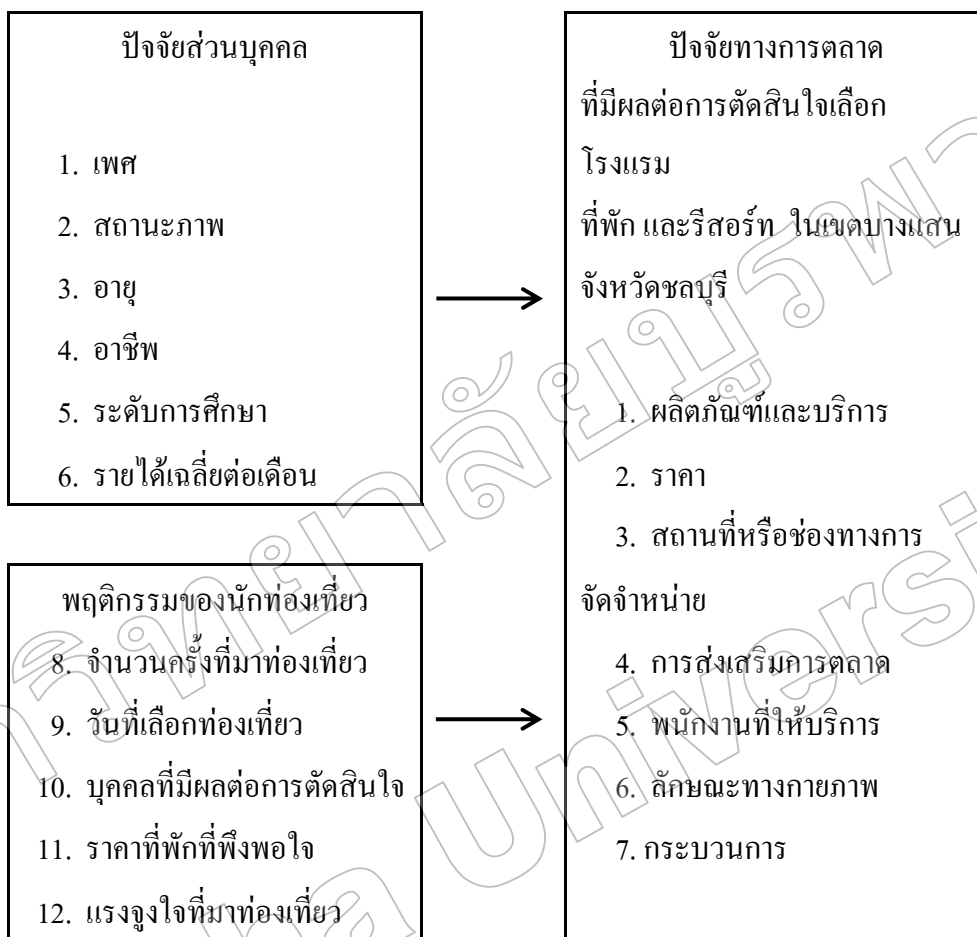 ปัจจัยส่วนบุคคล
1. เพศ
2. สถานะภาพ
3. อายุ
4. อาชีพ
5. ระดับการศึกษา
6. รายได้เฉลี่ยต่อเดือน
พฤติกรรมของนักท่องเที่ยว
8. จำนวนครั้งที่มาท่องเที่ยว
9. วันที่เลือกท่องเที่ยว
10. บุคคลที่มีผลต่อการตัดสินใจ
11. ราคาที่พักที่พึงพอใจ
12. แรงจูงใจที่มาท่องเที่ยว
ปัจจัยทางการตลาด
ที่มีผลต่อการตัดสินใจเลือก
โรงแรม
ที่พัก และรีสอร์ท ในเขตบางแสน
จังหวัดชลบุรี
1. ผลิตภัณฑ์และบริการ
2. ราคา
3. สถานที่หรือช่องทางการ
จัดจำหน่าย
4. การส่งเสริมการตลาด
5. พนักงานที่ให้บริการ
6. ลักษณะทางกายภาพ
7. กระบวนการ